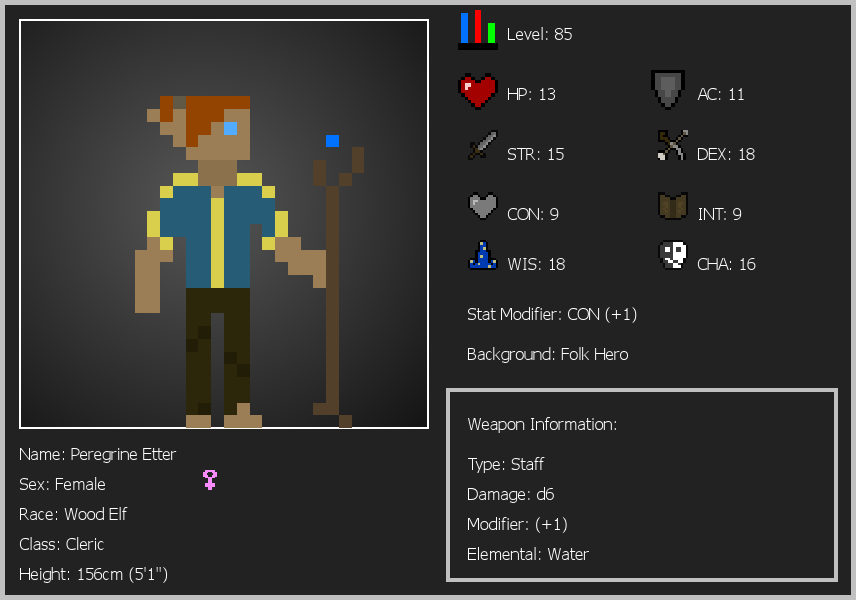 Level: 85
HP: 13
AC: 11
STR: 15
DEX: 18
CON: 9
INT: 9
WIS: 18
CHA: 16
Stat Modifier: CON (+1)
Background: Folk Hero
Weapon Information:
Type: Staff
Damage: d6
Modifier: (+1)
Elemental: Water
Name: Peregrine Etter
Sex: Female
Race: Wood Elf
Class: Cleric
Height: 156cm (5'1")